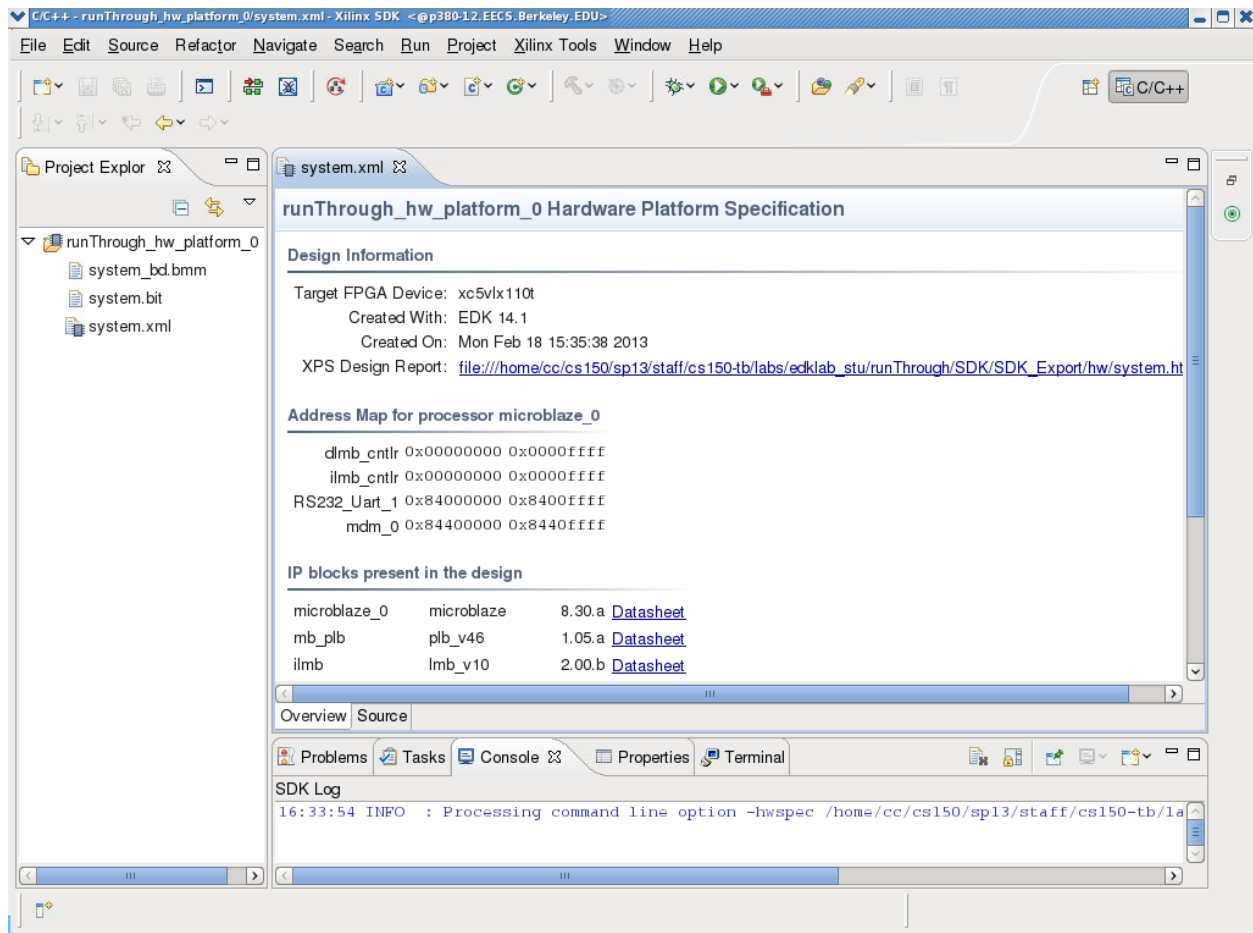 C/C++ - runThrough_hw_platform_0/system.xml - Xilinx SDK <@p380-12.EECS.Berkeley.EDU>
File Edit Source Refactor Navigate Search Run Project Xilinx Tools Window Help
C/C++
Project Explor
system.xml
runThrough_hw_platform_0
system_bd.bmm
system.bit
system.xml
runThrough_hw_platform_0 Hardware Platform Specification
Design Information
Target FPGA Device: xc5vlx110t
Created With: EDK 14.1
Created On: Mon Feb 18 15:35:38 2013
XPS Design Report: file:///home/cc/cs150/sp13/staff/cs150-tb/labs/edklab_stu/runThrough/SDK/SDK_Export/hw/system.ht
Address Map for processor microblaze_0
dlmb_cntlr 0x00000000 0x0000ffff
ilmb_cntlr 0x00000000 0x0000ffff
RS232_Uart_1 0x84000000 0x8400ffff
mdm_0 0x84400000 0x8440ffff
IP blocks present in the design
microblaze_0 microblaze 8.30.a Datasheet
mb_plb plb_v46 1.05.a Datasheet
ilmb lmb_v10 2.00.b Datasheet
Overview Source
Problems Tasks Console Properties Terminal
SDK Log
16:33:54 INFO : Processing command line option -hwspec /home/cc/cs150/sp13/staff/cs150-tb/la